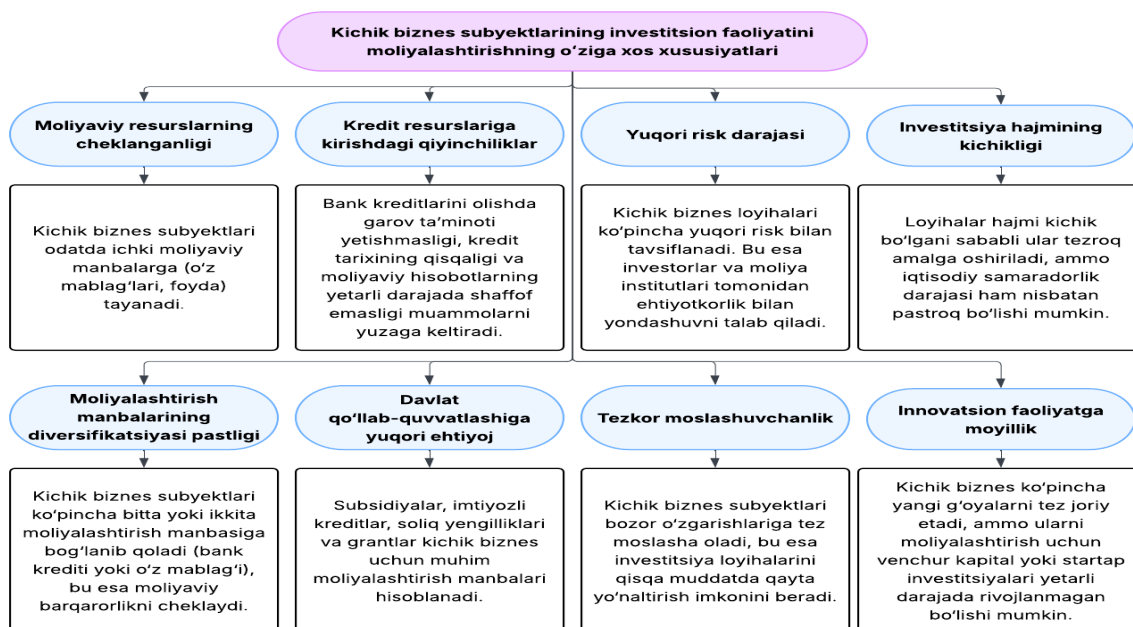 Kichik biznes subyektlarining investitsion faoliyatini
moliyalashtirishning o‘ziga xos xususiyatlari
Moliyaviy resurslarning
cheklanganligi
Kredit resurslariga
kirishdagi qiyinchiliklar
Yuqori risk darajasi
Investitsiya hajmining
kichikligi
Kichik biznes subyektlari
odatda ichki moliyaviy
manbalarga (o‘z
mablag‘lari, foyda)
tayanadi.
Bank kreditlarini olishda
garov ta’minoti
yetishmasligi, kredit
tarixining qisqaligi va
moliyaviy hisobotlarning
yetarli darajada shaffof
emasligi muammolarni
yuzaga keltiradi.
Kichik biznes loyihalari
ko‘pincha yuqori risk bilan
tavsiflanadi. Bu esa
investorlar va moliya
institutlari tomonidan
ehtiyotkorlik bilan
yondashuvni talab qiladi.
Loyihalar hajmi kichik
bo‘lgani sababli ular tezroq
amalga oshiriladi, ammo
iqtisodiy samaradorlik
darajasi ham nisbatan
pastroq bo‘lishi mumkin.
Moliyalashtirish
manbalarining
diversifikatsiyasi pastligi
Davlat
qo‘llab-quvvatlashiga
yuqori ehtiyoj
Tezkor moslashuvchanlik
Innovatsion faoliyatga
moyillik
Kichik biznes subyektlari
ko‘pincha bitta yoki ikkita
moliyalashtirish manbasiga
bog‘lanib qoladi (bank
krediti yoki o‘z mablag‘i),
bu esa moliyaviy
barqarorlikni cheklaydi.
Subsidiyalar, imtiyozli
kreditlar, soliq yengilliklari
va grantlar kichik biznes
uchun muhim
moliyalashtirish manbalari
hisoblanadi.
Kichik biznes subyektlari
bozor o‘zgarishlariga tez
moslasha oladi, bu esa
investitsiya loyihalarini
qisqa muddatda qayta
yo‘naltirish imkonini beradi.
Kichik biznes ko‘pincha
yangi g‘oyalarni tez joriy
etadi, ammo ularni
moliyalashtirish uchun
venchur kapital yoki startap
investitsiyalari yetarli
darajada rivojlanmagan
bo‘lishi mumkin.